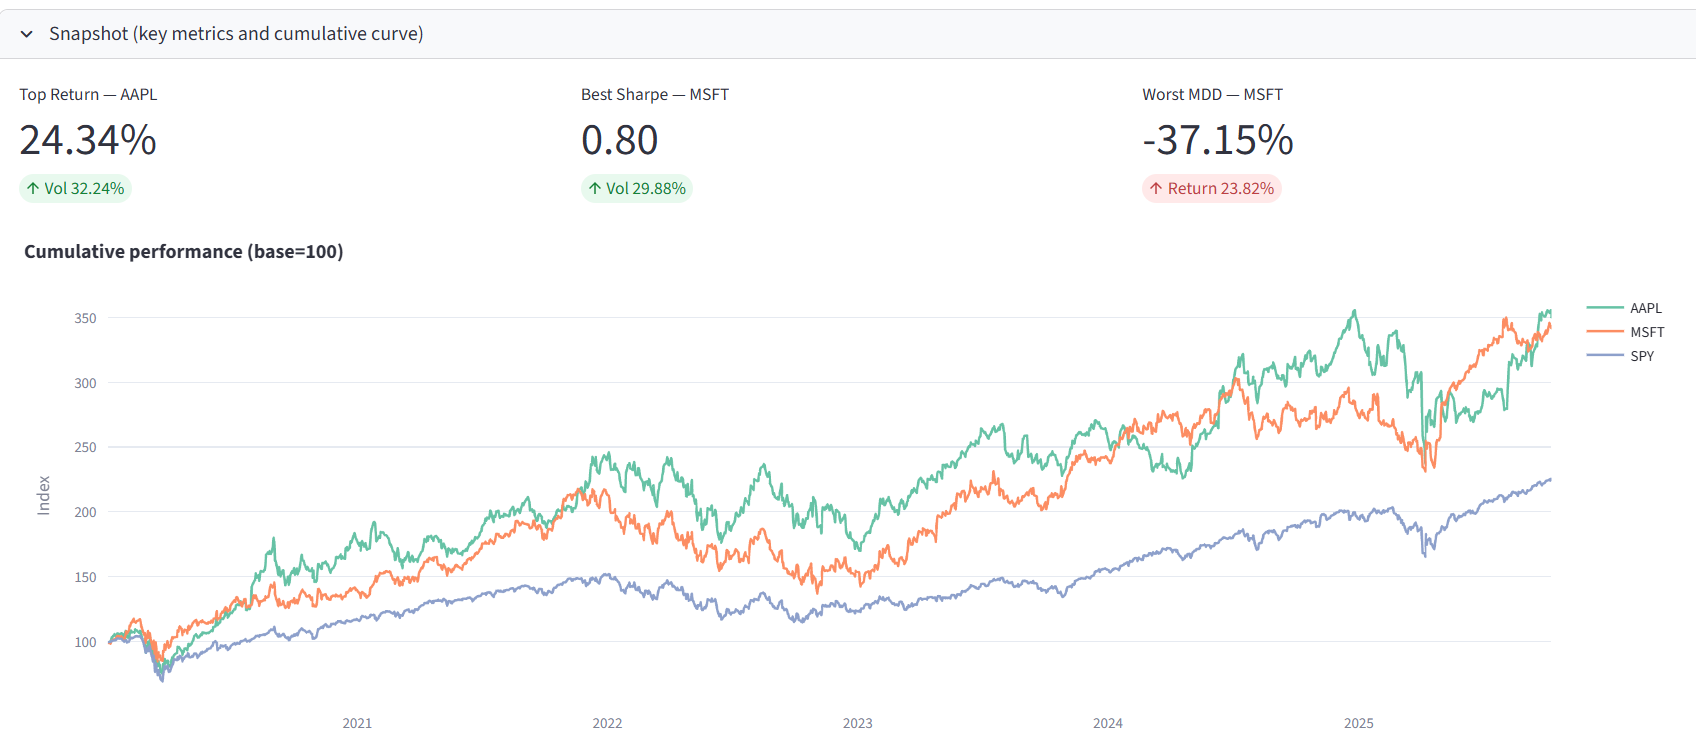 Snapshot (key metrics and cumulative curve)
Top Return — AAPL
24.34%
↑ Vol 32.24%
Best Sharpe — MSFT
0.80
↑ Vol 29.88%
Worst MDD — MSFT
-37.15%
↑ Return 23.82%
Cumulative performance (base=100)
350
300
250
200
150
100
Index
2021
2022
2023
2024
2025
AAPL
MSFT
SPY